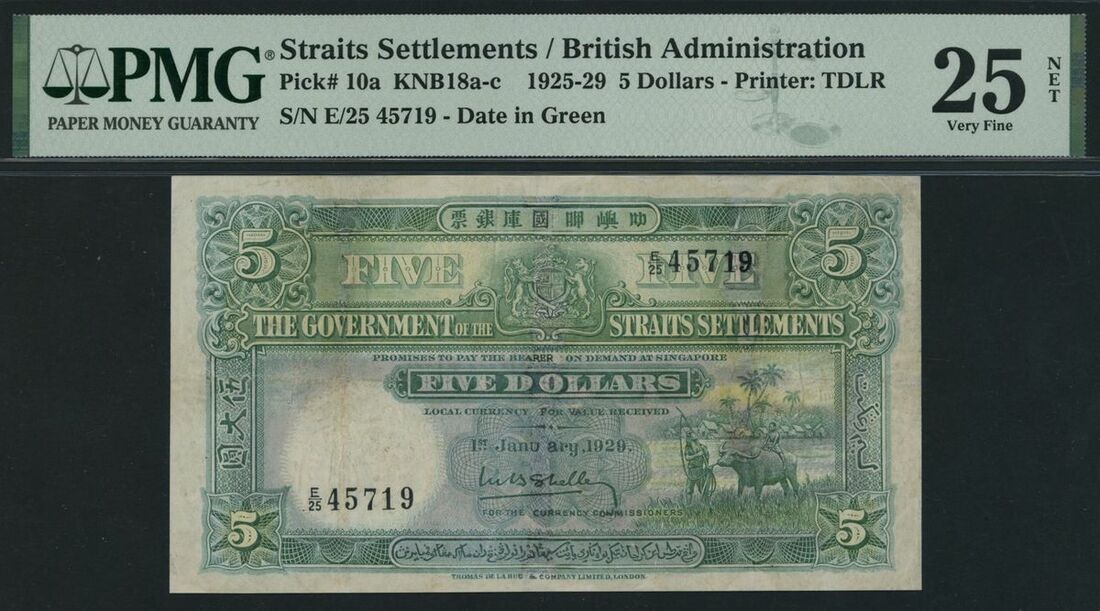 PMG®
PAPER MONEY GUARANTY
Straits Settlements / British Administration
Pick# 10a KNB18a-c 1925-29 5 Dollars - Printer: TDLR
S/N E/25 45719 - Date in Green
25
NET
Very Fine
票銀庫國聯嶼叻
5
5
FIVE
FIVE
E/25 45719
THE GOVERNMENT OF THE STRAITS SETTLEMENTS
PROMISES TO PAY THE BEARER ON DEMAND AT SINGAPORE
FIVE DOLLARS
LOCAL CURRENCY FOR VALUE RECEIVED
伍大圓
1ST January, 1929.
E/25 45719
FOR THE CURRENCY COMMISSIONERS
5
5
THOMAS DE LA RUE & COMPANY LIMITED, LONDON.